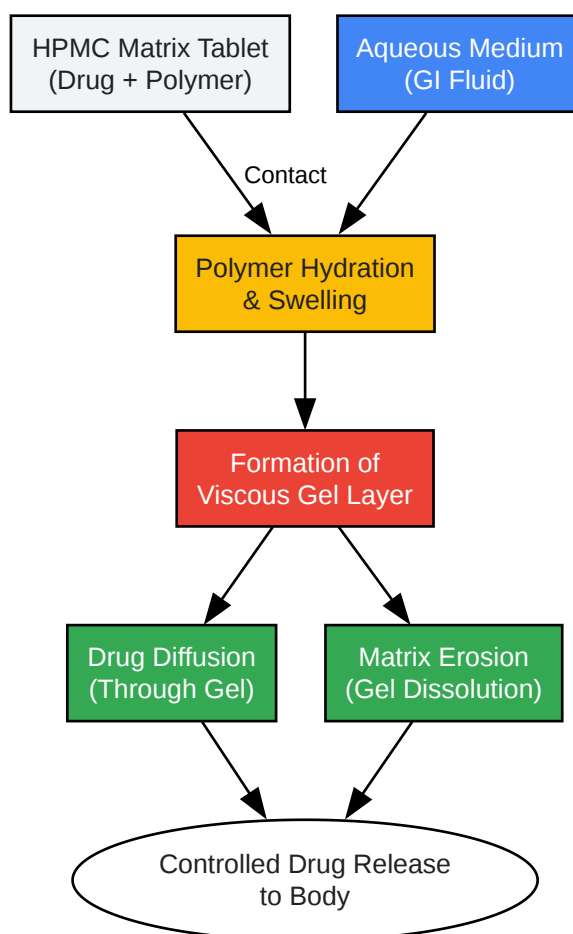 HPMC Matrix Tablet
(Drug + Polymer)
Aqueous Medium
(GI Fluid)
Contact
Polymer Hydration
& Swelling
Formation of
Viscous Gel Layer
Drug Diffusion
(Through Gel)
Matrix Erosion
(Gel Dissolution)
Controlled Drug Release
to Body